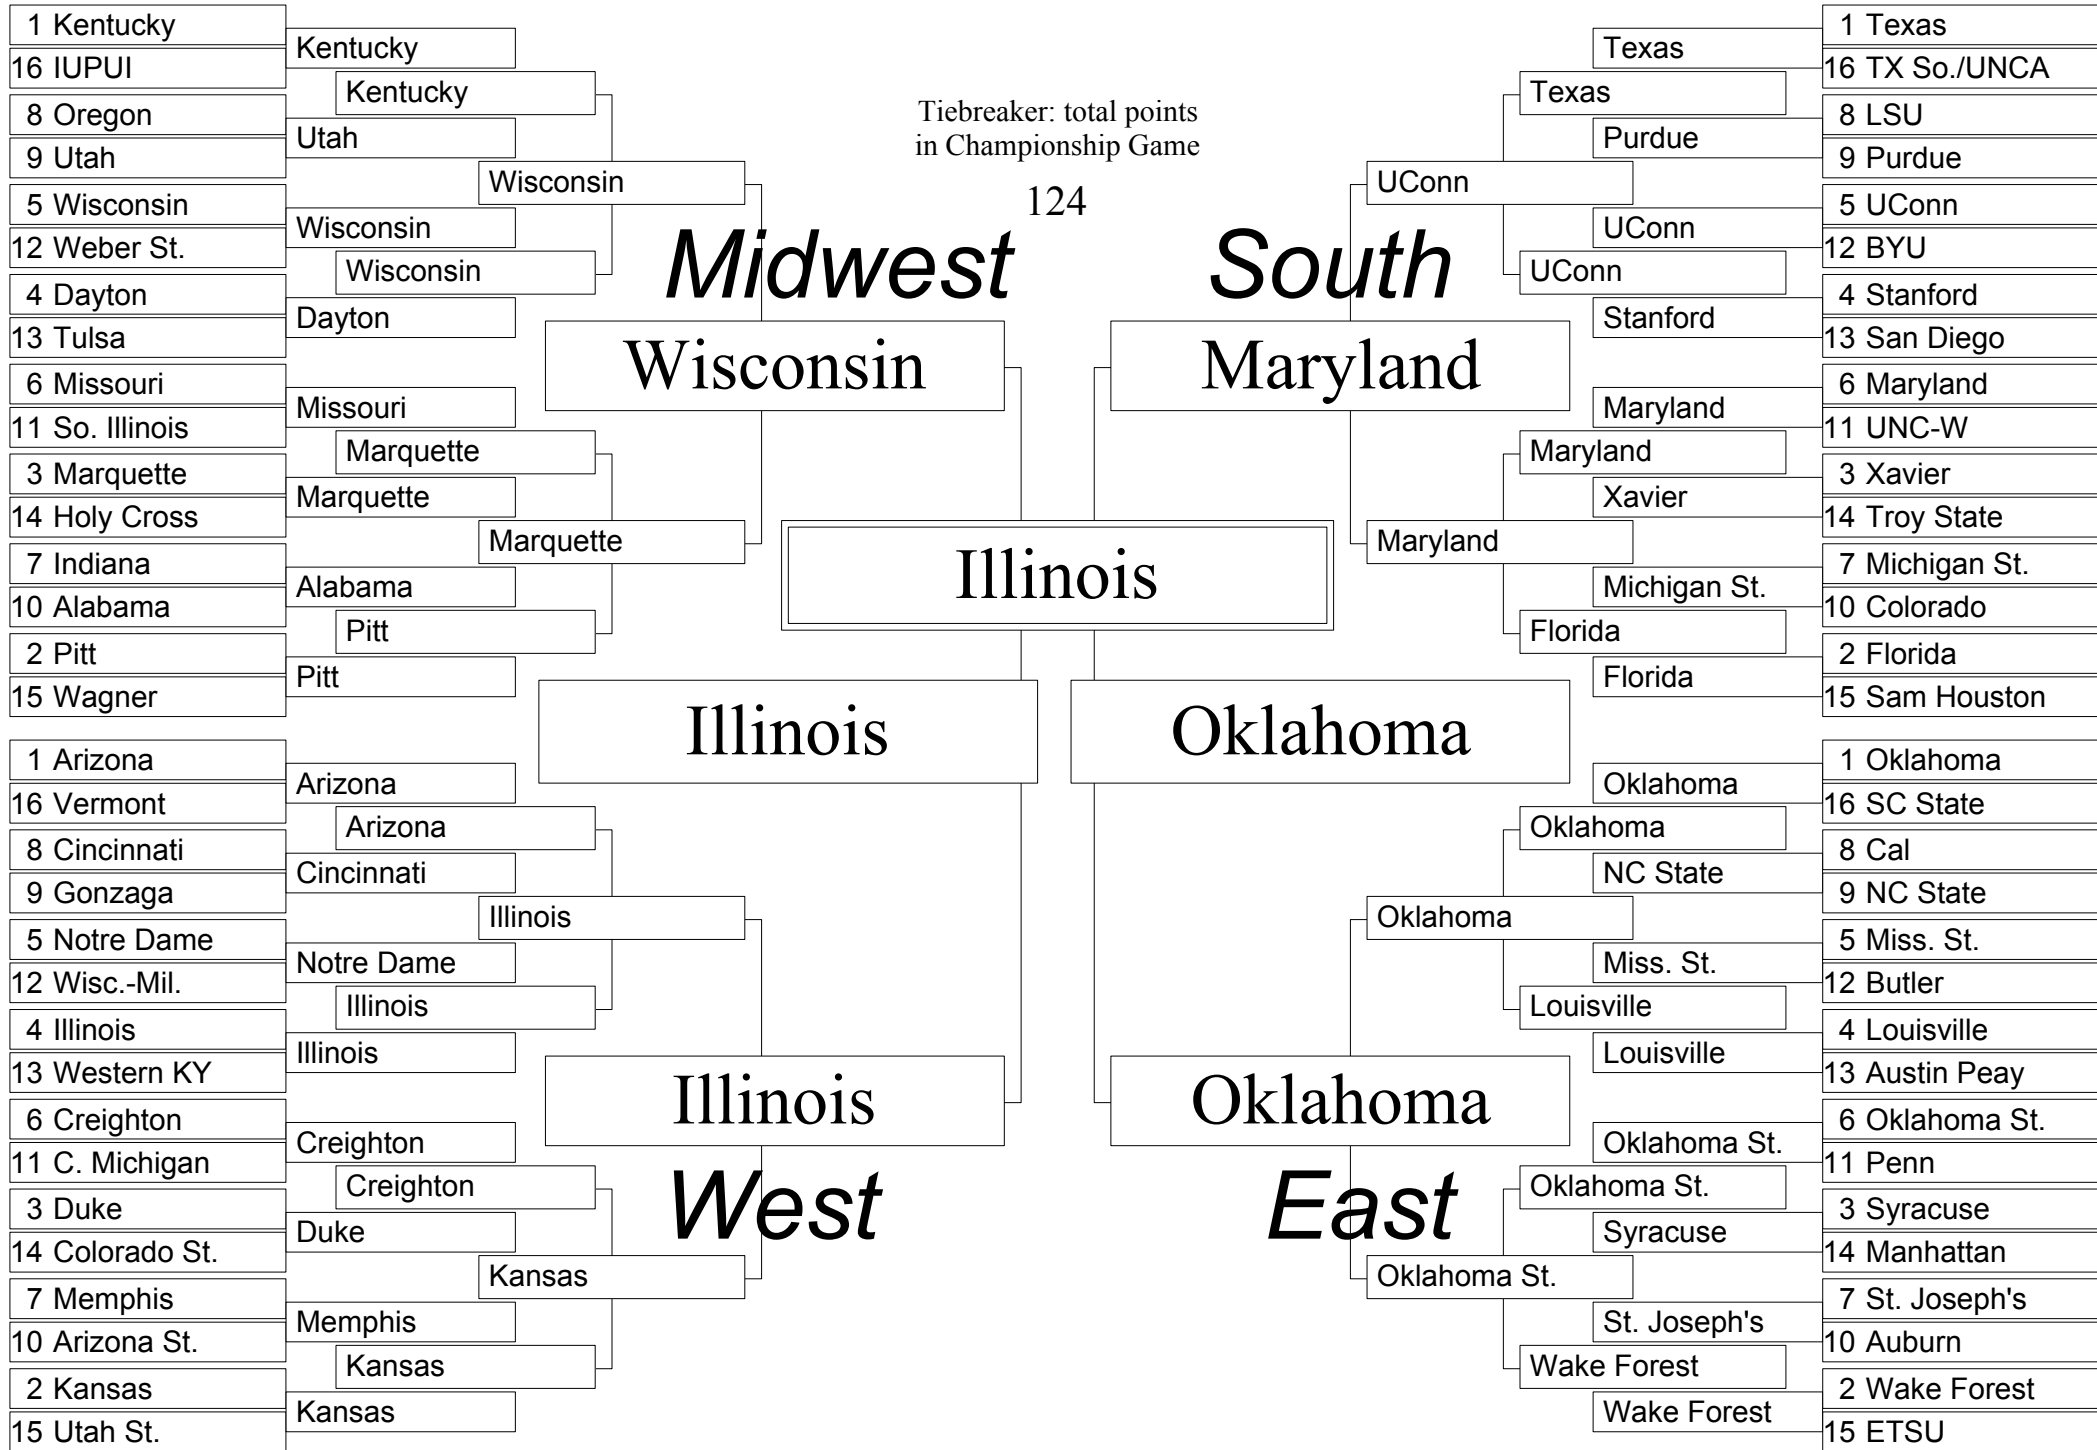 1 Kentucky
16 IUPUI
8 Oregon
9 Utah
5 Wisconsin
12 Weber St.
4 Dayton
13 Tulsa
6 Missouri
11 So. Illinois
3 Marquette
14 Holy Cross
7 Indiana
10 Alabama
2 Pitt
15 Wagner
1 Arizona
16 Vermont
8 Cincinnati
9 Gonzaga
5 Notre Dame
12 Wisc.-Mil.
4 Illinois
13 Western KY
6 Creighton
11 C. Michigan
3 Duke
14 Colorado St.
7 Memphis
10 Arizona St.
2 Kansas
15 Utah St.
Kentucky
Utah
Wisconsin
Dayton
Missouri
Marquette
Alabama
Pitt
Arizona
Cincinnati
Notre Dame
Illinois
Creighton
Duke
Memphis
Kansas
Kentucky
Wisconsin
Marquette
Pitt
Arizona
Illinois
Creighton
Kansas
Wisconsin
Marquette
Illinois
Kansas
Midwest
Wisconsin
Illinois
Illinois
West
Tiebreaker: total points
in Championship Game
124
Illinois
South
Maryland
Oklahoma
Oklahoma
East
UConn
Maryland
Oklahoma
Oklahoma St.
Texas
UConn
Maryland
Florida
Oklahoma
Louisville
Oklahoma St.
Wake Forest
Texas
Purdue
UConn
Stanford
Maryland
Xavier
Michigan St.
Florida
Oklahoma
NC State
Miss. St.
Louisville
Oklahoma St.
Syracuse
St. Joseph's
Wake Forest
1 Texas
16 TX So./UNCA
8 LSU
9 Purdue
5 UConn
12 BYU
4 Stanford
13 San Diego
6 Maryland
11 UNC-W
3 Xavier
14 Troy State
7 Michigan St.
10 Colorado
2 Florida
15 Sam Houston
1 Oklahoma
16 SC State
8 Cal
9 NC State
5 Miss. St.
12 Butler
4 Louisville
13 Austin Peay
6 Oklahoma St.
11 Penn
3 Syracuse
14 Manhattan
7 St. Joseph's
10 Auburn
2 Wake Forest
15 ETSU